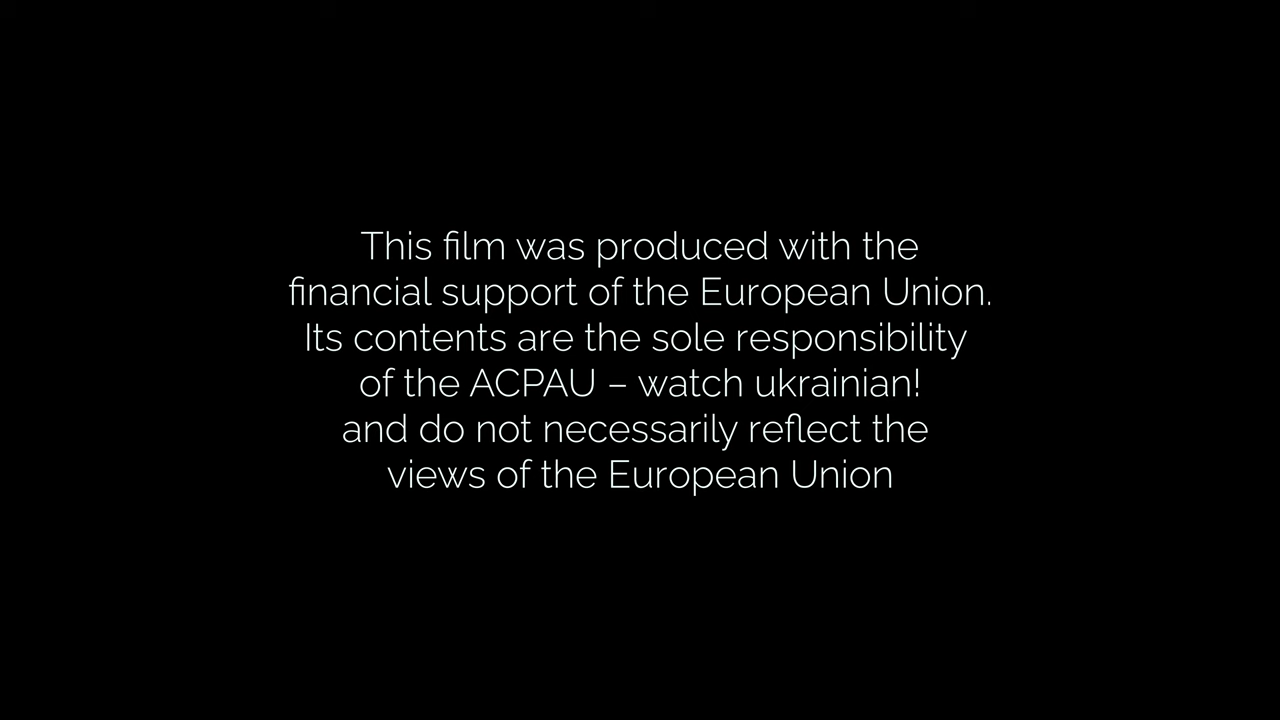 This film was produced with the
financial support of the European Union.
Its contents are the sole responsibility
of the ACPAU – watch ukrainian!
and do not necessarily reflect the
views of the European Union